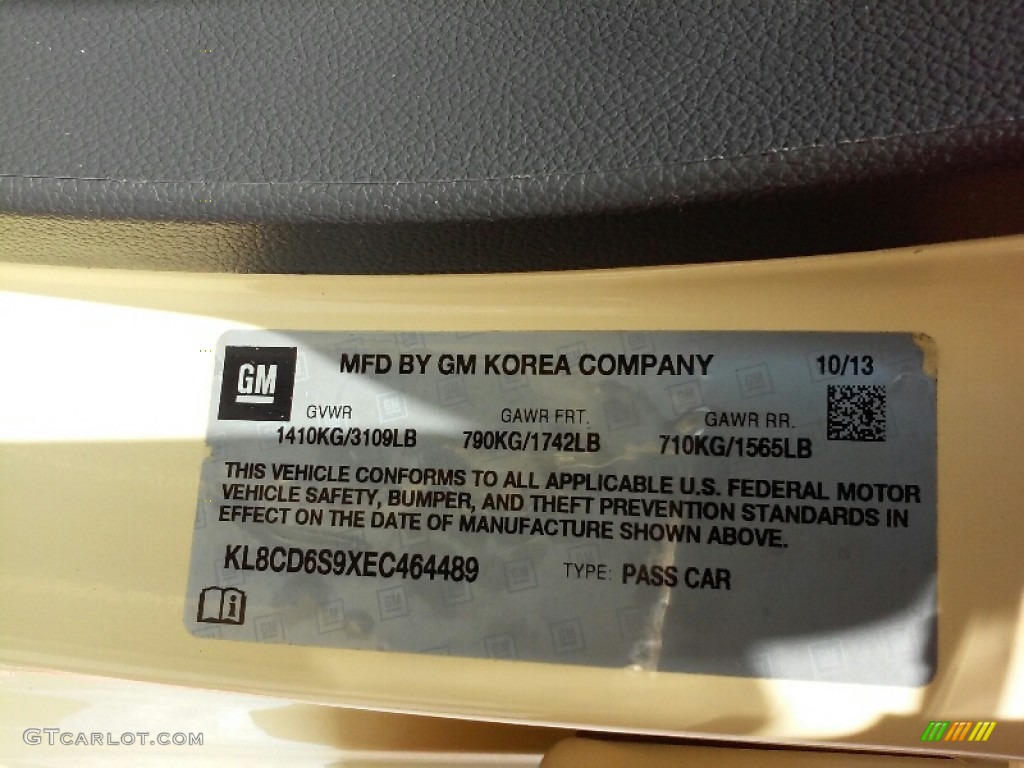 GM MFD BY GM KOREA COMPANY 10/13
GVWR GAWR FRT. GAWR RR.
1410KG/3109LB 790KG/1742LB 710KG/1565LB
THIS VEHICLE CONFORMS TO ALL APPLICABLE U.S. FEDERAL MOTOR
VEHICLE SAFETY, BUMPER, AND THEFT PREVENTION STANDARDS IN
EFFECT ON THE DATE OF MANUFACTURE SHOWN ABOVE.
KL8CD6S9XEC464489 TYPE: PASS CAR
GTCARLOT.COM